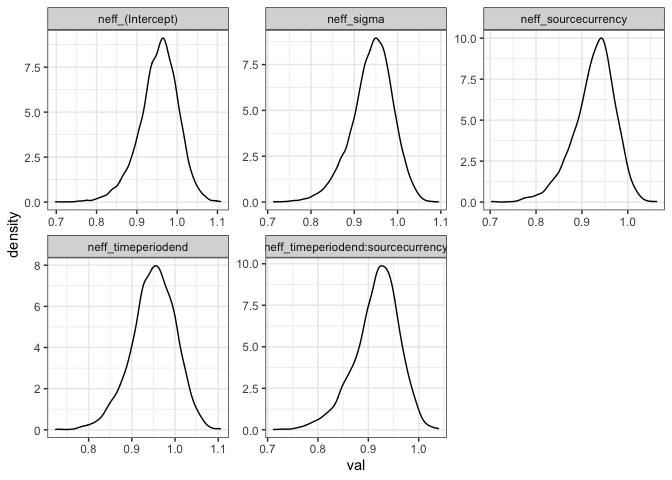 neff_(Intercept)
neff_sigma
neff_sourcecurrency
7.5
5.0
2.5
0.0
0.7 0.8 0.9 1.0 1.1
7.5
5.0
2.5
0.0
0.7 0.8 0.9 1.0 1.1
10.0
7.5
5.0
2.5
0.0
0.7 0.8 0.9 1.0
density
neff_timeperiodend
neff_timeperiodend:sourcecurrency
8
6
4
2
0
0.8 0.9 1.0 1.1
10.0
7.5
5.0
2.5
0.0
0.7 0.8 0.9 1.0
val